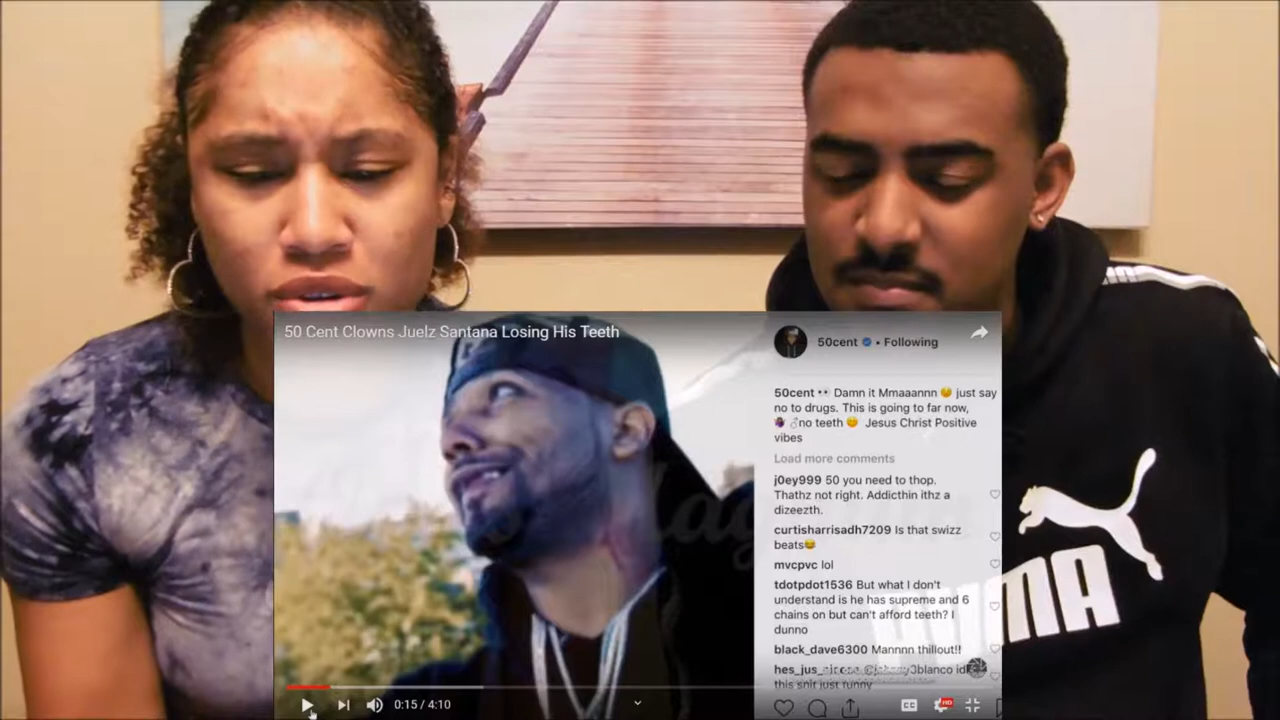 50 Cent Clowns Juelz Santana Losing His Teeth
50cent • Following
50cent 👀 Damn it Mmaaannn 😣 just say
no to drugs. This is going to far now,
🤷🏾‍♂️no teeth 😊 Jesus Christ Positive
vibes
Load more comments
j0ey999 50 you need to thop.
Thathz not right. Addicthin ithz a
dizeezth.
curtisharrisadh7209 Is that swizz
beats😂
mvcpvc lol
tdotpdot1536 But what I don't
understand is he has supreme and 6
chains on but can't afford teeth? I
dunno
black_dave6300 Mannnn thillout!!
this
just funny
0:15 / 4:10
CC
HD
PUMA